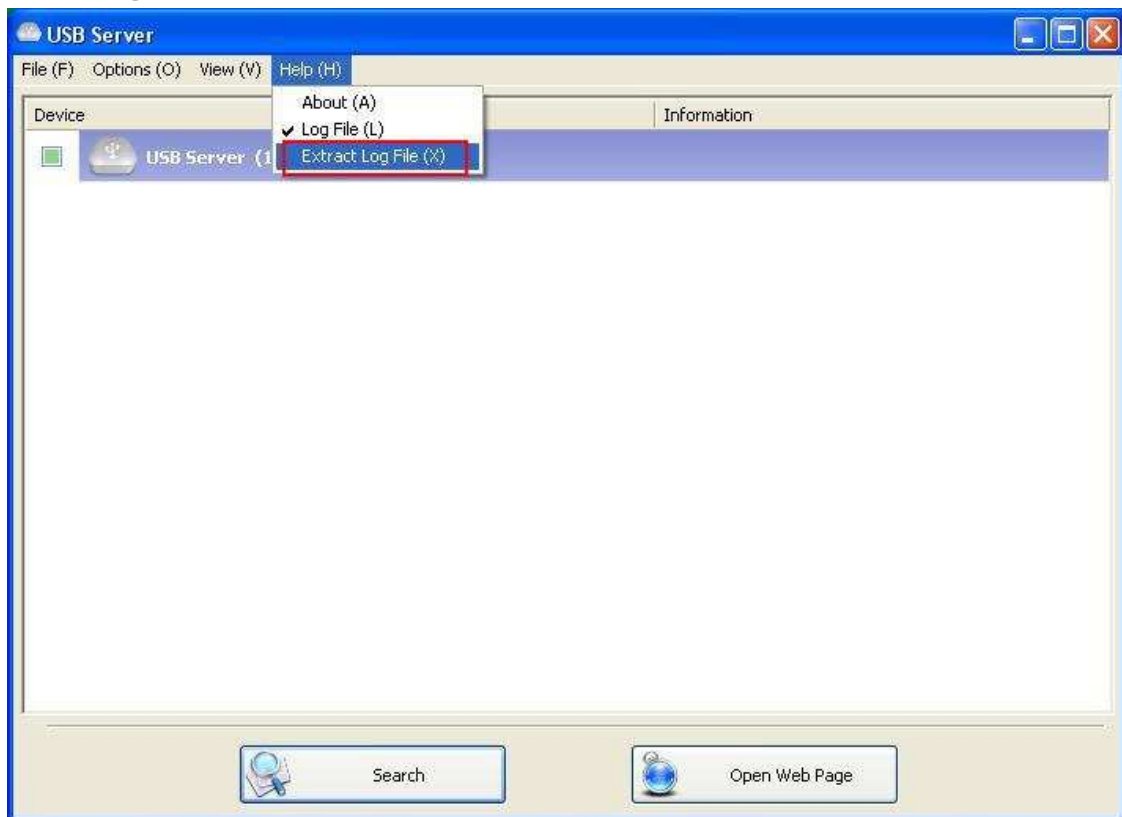 USB Server
File (F) Options (O) View (V) Help (H)
About (A)
Device Information
Log File (L)
USB Server (1
Extract Log File (X)
Search Open Web Page